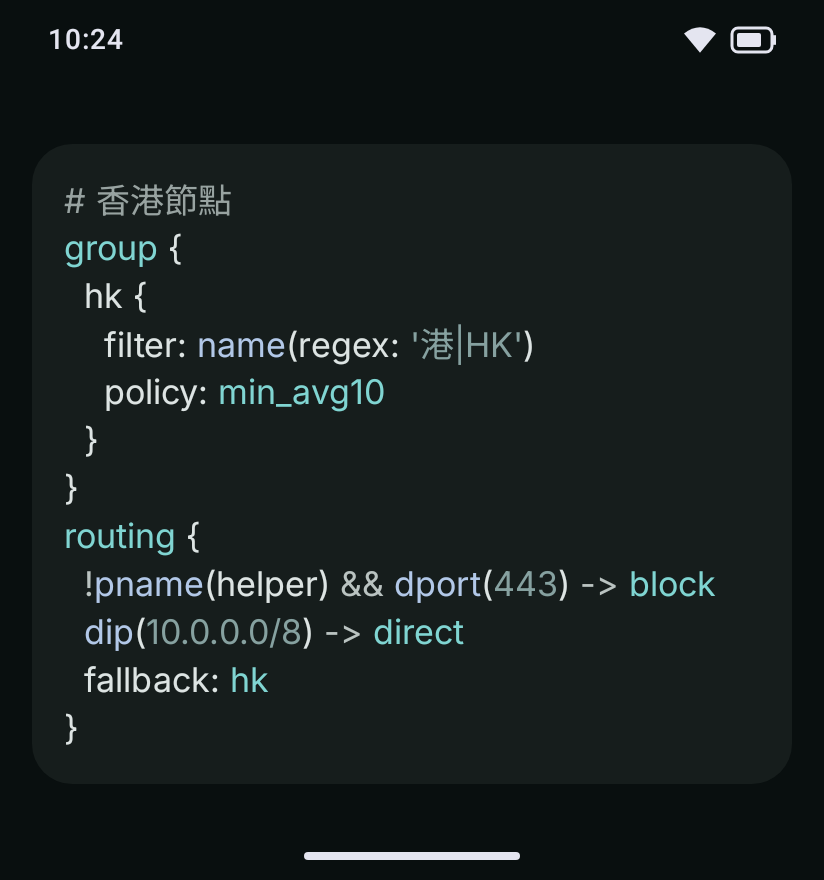 10:24
# 香港節點
group {
  hk {
    filter: name(regex: '港|HK')
    policy: min_avg10
  }
}
routing {
  !pname(helper) && dport(443) -> block
  dip(10.0.0.0/8) -> direct
  fallback: hk
}